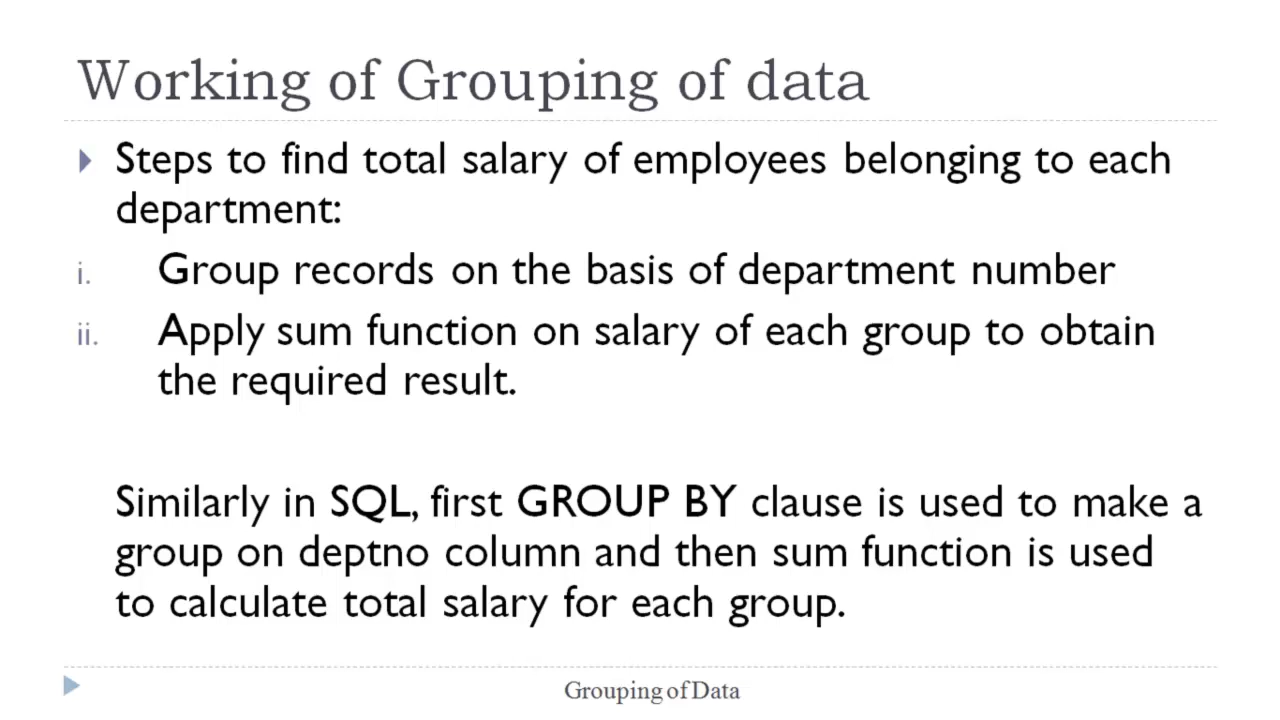 Working of Grouping of data
Steps to find total salary of employees belonging to each
department:
i. Group records on the basis of department number
ii. Apply sum function on salary of each group to obtain
the required result.
Similarly in SQL, first GROUP BY clause is used to make a
group on deptno column and then sum function is used
to calculate total salary for each group.
Grouping of Data